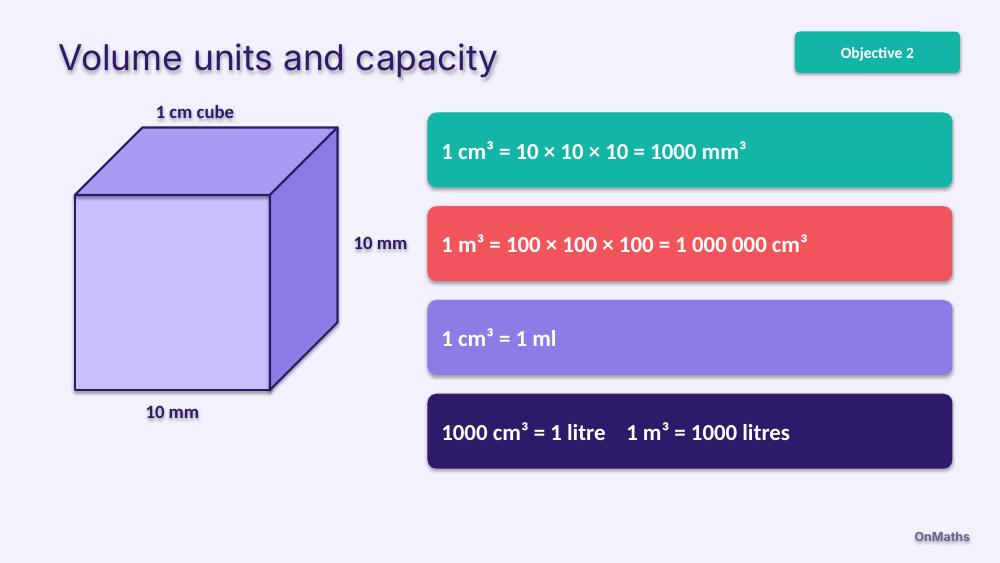 Volume units and capacity
Objective 2
1 cm cube
10 mm
10 mm
1 cm³ = 10 × 10 × 10 = 1000 mm³
1 m³ = 100 × 100 × 100 = 1 000 000 cm³
1 cm³ = 1 ml
1000 cm³ = 1 litre    1 m³ = 1000 litres
OnMaths